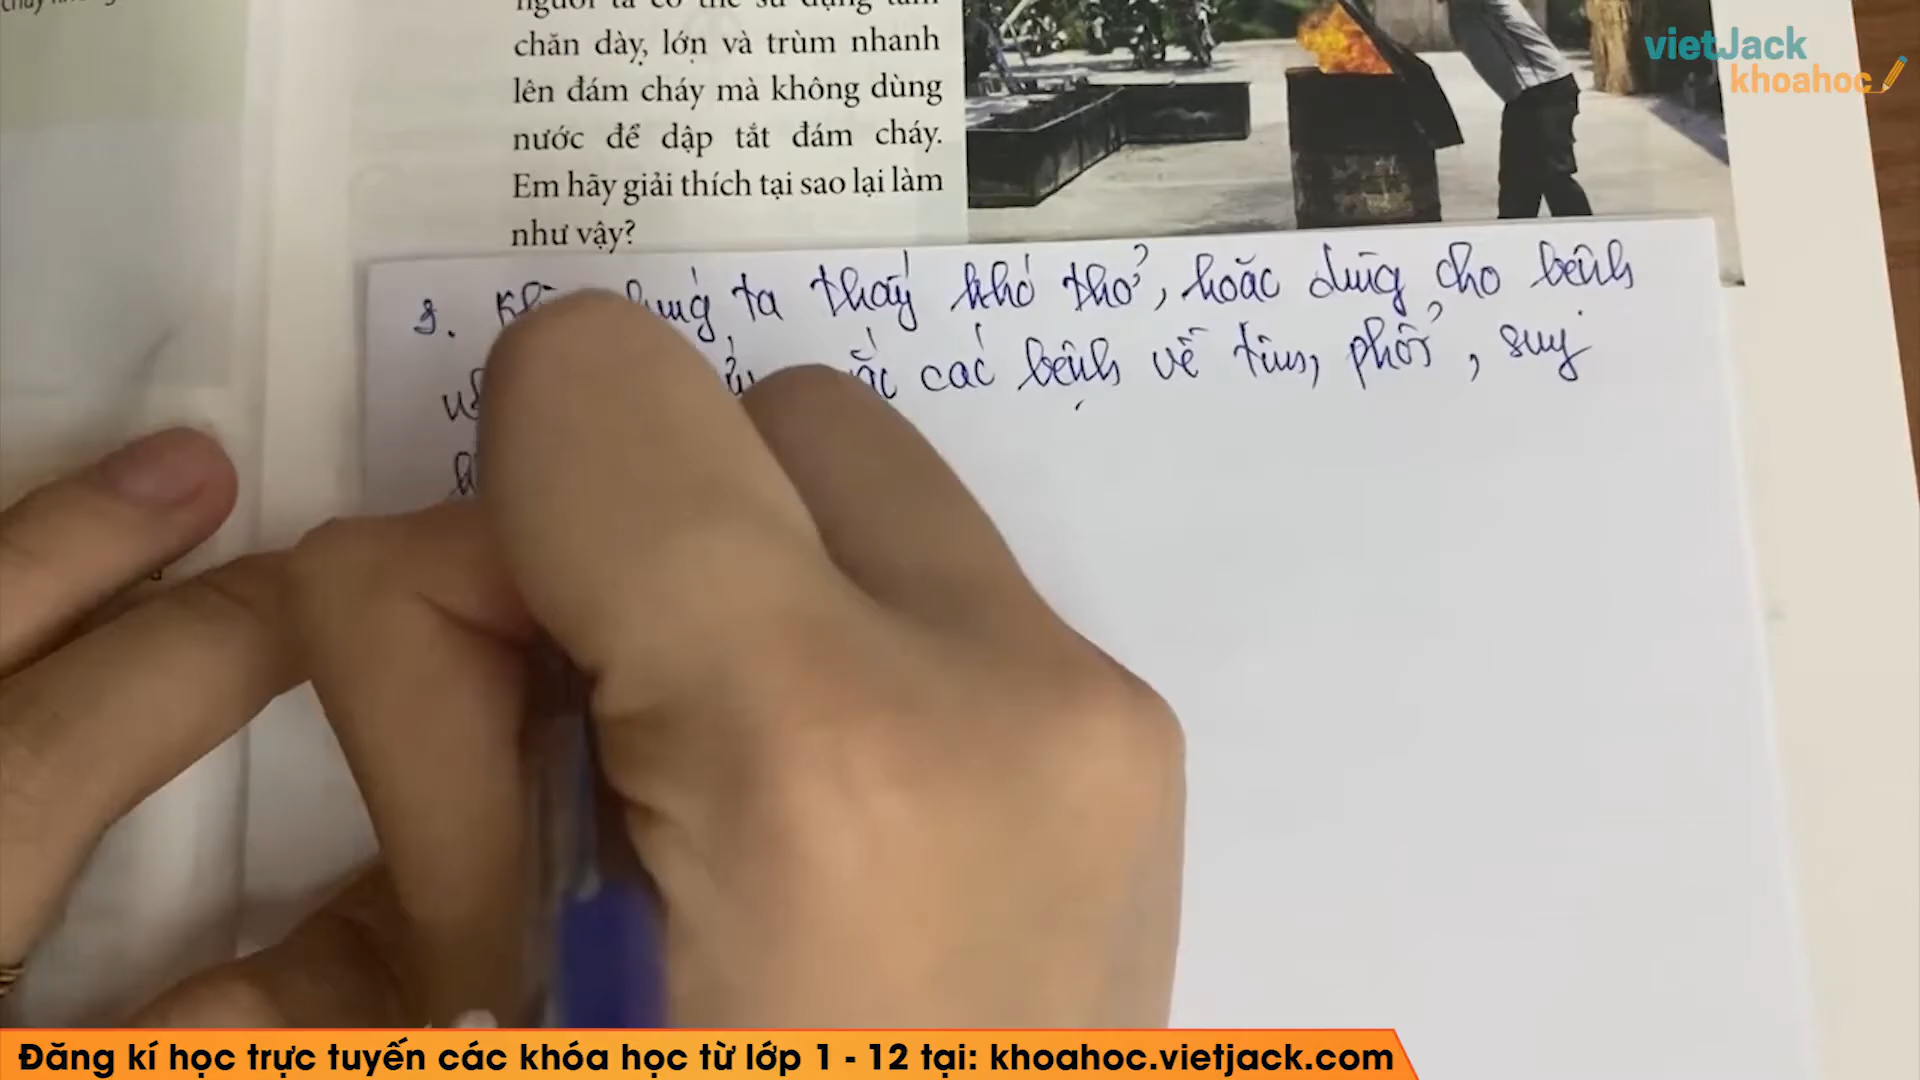 chăn dày, lớn và trùm nhanh
lên đám cháy mà không dùng
nước để dập tắt đám cháy.
Em hãy giải thích tại sao lại làm
như vậy?
vietJack
khoahoc
ta thấy khó thở, hoặc dùng cho bệnh
các bệnh về tim, phổi, suy
Đăng kí học trực tuyến các khóa học từ lớp 1 - 12 tại: khoahoc.vietjack.com